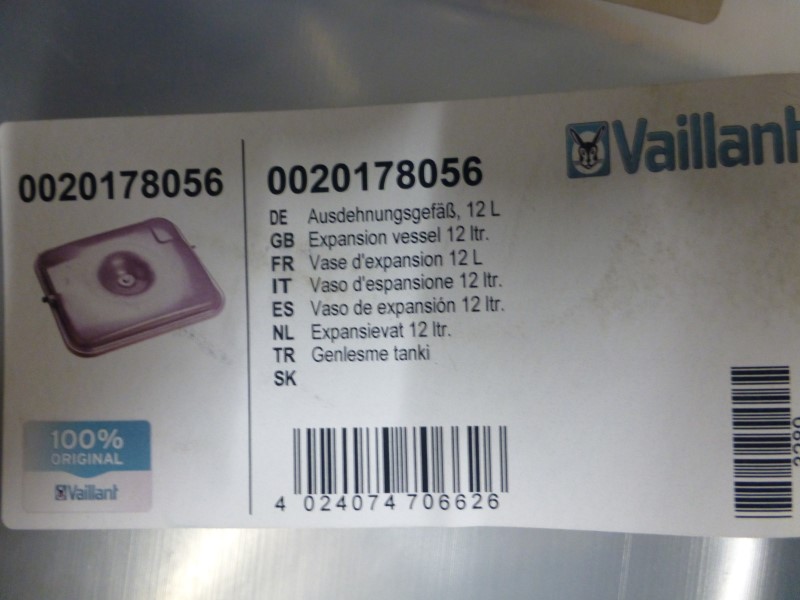 0020178056
100%
ORIGINAL
Vaillant
0020178056
DE Ausdehnungsgefäß, 12 L
GB Expansion vessel 12 ltr.
FR Vase d'expansion 12 L
IT Vaso d'espansione 12 ltr.
ES Vaso de expansión 12 ltr.
NL Expansievat 12 ltr.
TR Genlesme tanki
SK
4 024074 706626
Vaillant